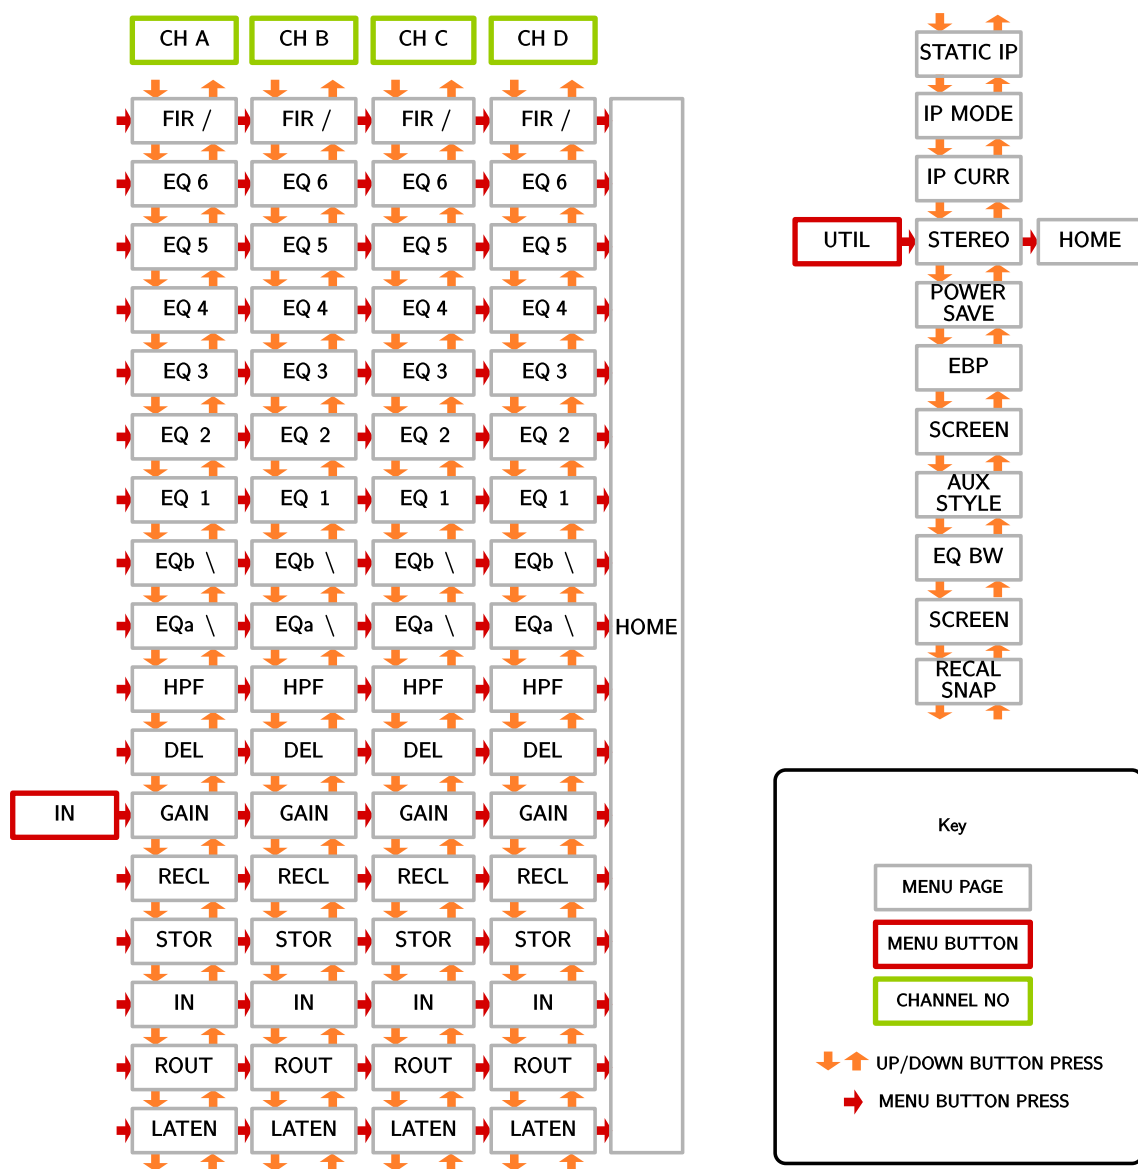 CH A CH B CH C CH D
FIR / FIR / FIR / FIR /
EQ 6 EQ 6 EQ 6 EQ 6
EQ 5 EQ 5 EQ 5 EQ 5
EQ 4 EQ 4 EQ 4 EQ 4
EQ 3 EQ 3 EQ 3 EQ 3
EQ 2 EQ 2 EQ 2 EQ 2
EQ 1 EQ 1 EQ 1 EQ 1
EQb \ EQb \ EQb \ EQb \
EQa \ EQa \ EQa \ EQa \ HOME
HPF HPF HPF HPF
DEL DEL DEL DEL
IN GAIN GAIN GAIN GAIN
RECL RECL RECL RECL
STOR STOR STOR STOR
IN IN IN IN
ROUT ROUT ROUT ROUT
LATEN LATEN LATEN LATEN
STATIC IP
IP MODE
IP CURR
UTIL STEREO HOME
POWER
SAVE
EBP
SCREEN
AUX
STYLE
EQ BW
SCREEN
RECAL
SNAP
Key
MENU PAGE
MENU BUTTON
CHANNEL NO
UP/DOWN BUTTON PRESS
MENU BUTTON PRESS